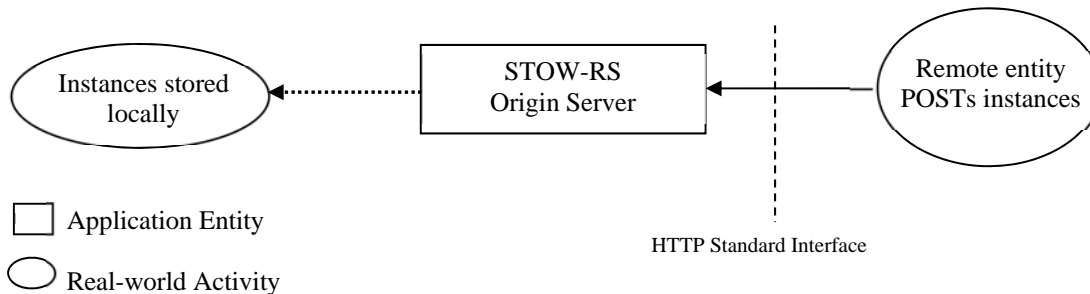 Instances stored
locally
STOW-RS
Origin Server
Remote entity
POSTs instances
Application Entity
HTTP Standard Interface
Real-world Activity